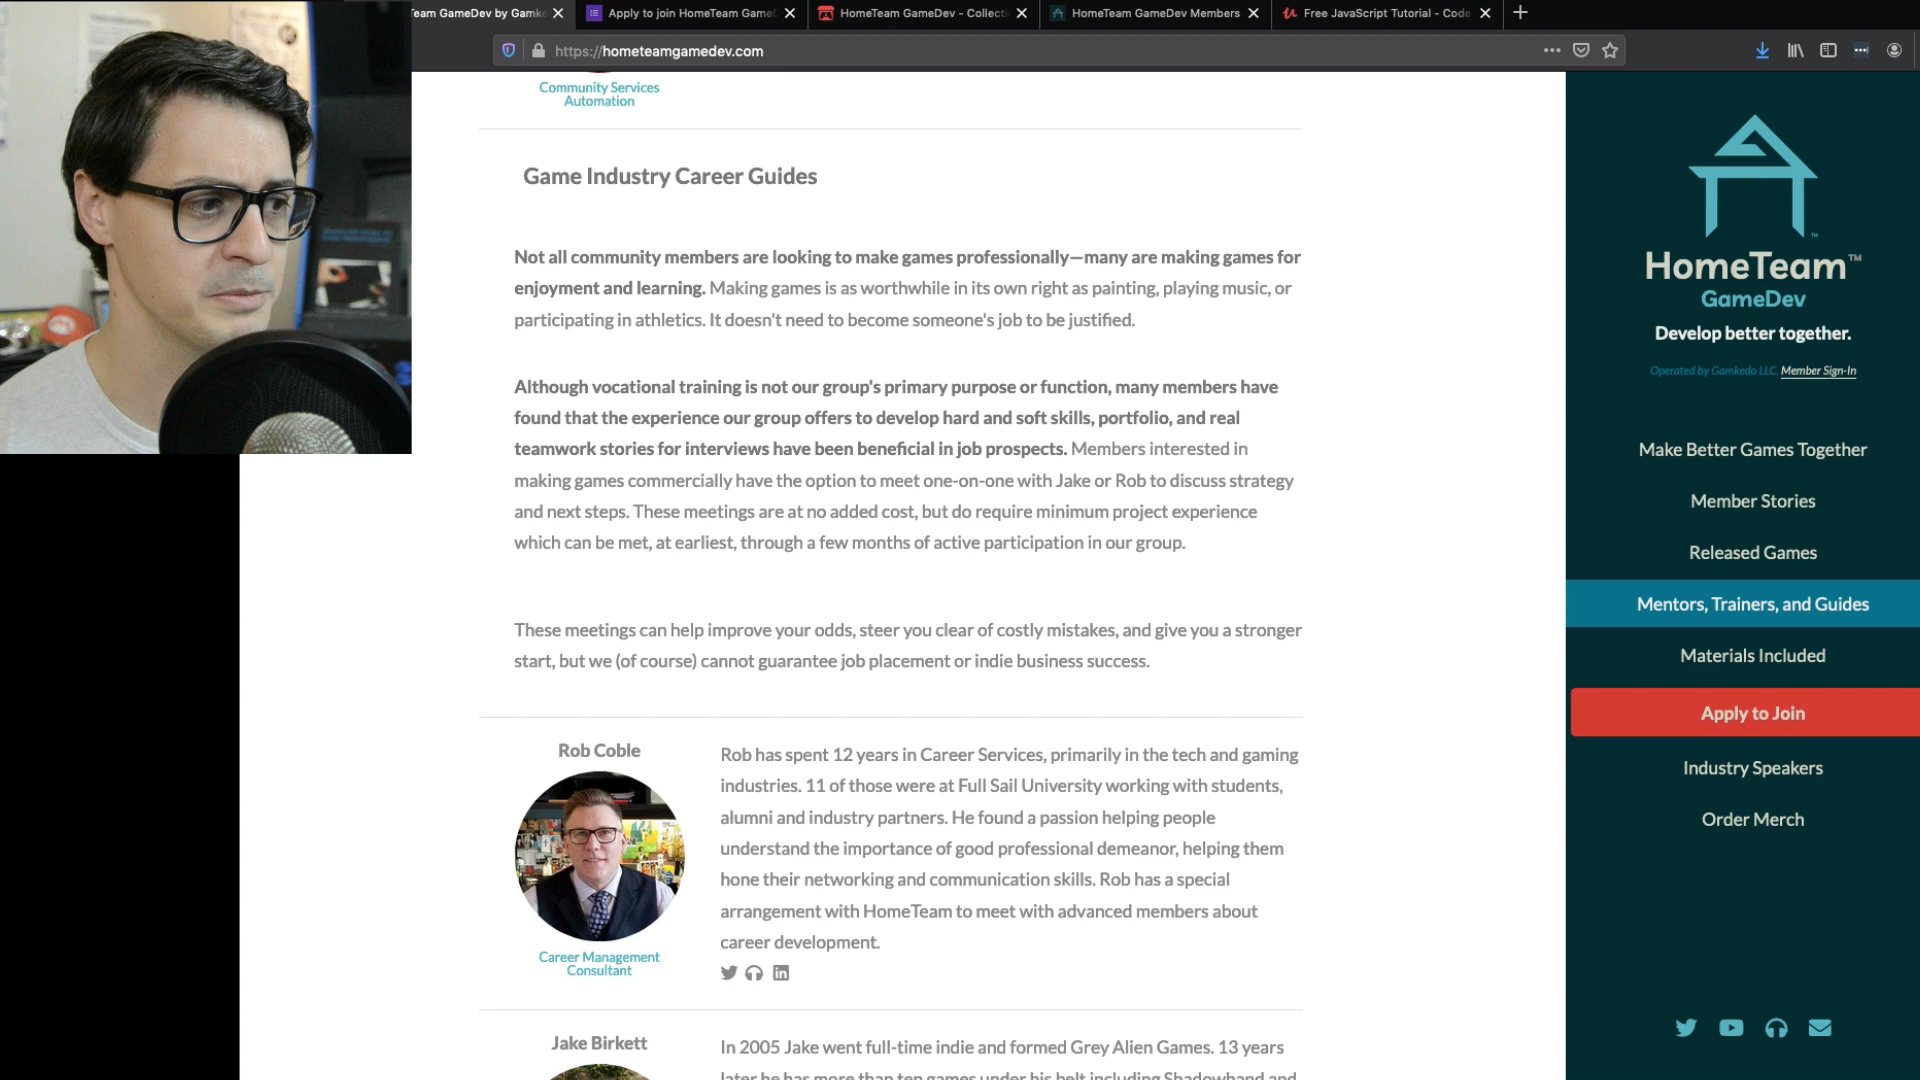 Team GameDev by Gamke
Apply to join HomeTeam GameD
HomeTeam GameDev - Collecti
HomeTeam GameDev Members
Free JavaScript Tutorial - Code
https://hometeamgamedev.com
Community Services
Automation
Game Industry Career Guides
Not all community members are looking to make games professionally—many are making games for
enjoyment and learning. Making games is as worthwhile in its own right as painting, playing music, or
participating in athletics. It doesn't need to become someone's job to be justified.
Although vocational training is not our group's primary purpose or function, many members have
found that the experience our group offers to develop hard and soft skills, portfolio, and real
teamwork stories for interviews have been beneficial in job prospects. Members interested in
making games commercially have the option to meet one-on-one with Jake or Rob to discuss strategy
and next steps. These meetings are at no added cost, but do require minimum project experience
which can be met, at earliest, through a few months of active participation in our group.
These meetings can help improve your odds, steer you clear of costly mistakes, and give you a stronger
start, but we (of course) cannot guarantee job placement or indie business success.
Rob Coble
Career Management
Consultant
Rob has spent 12 years in Career Services, primarily in the tech and gaming
industries. 11 of those were at Full Sail University working with students,
alumni and industry partners. He found a passion helping people
understand the importance of good professional demeanor, helping them
hone their networking and communication skills. Rob has a special
arrangement with HomeTeam to meet with advanced members about
career development.
Jake Birkett
In 2005 Jake went full-time indie and formed Grey Alien Games. 13 years
later he has more than ten games under his belt including Shadowhand and
HomeTeam™
GameDev
Develop better together.
Operated by Gamkedo LLC. Member Sign-In
Make Better Games Together
Member Stories
Released Games
Mentors, Trainers, and Guides
Materials Included
Apply to Join
Industry Speakers
Order Merch